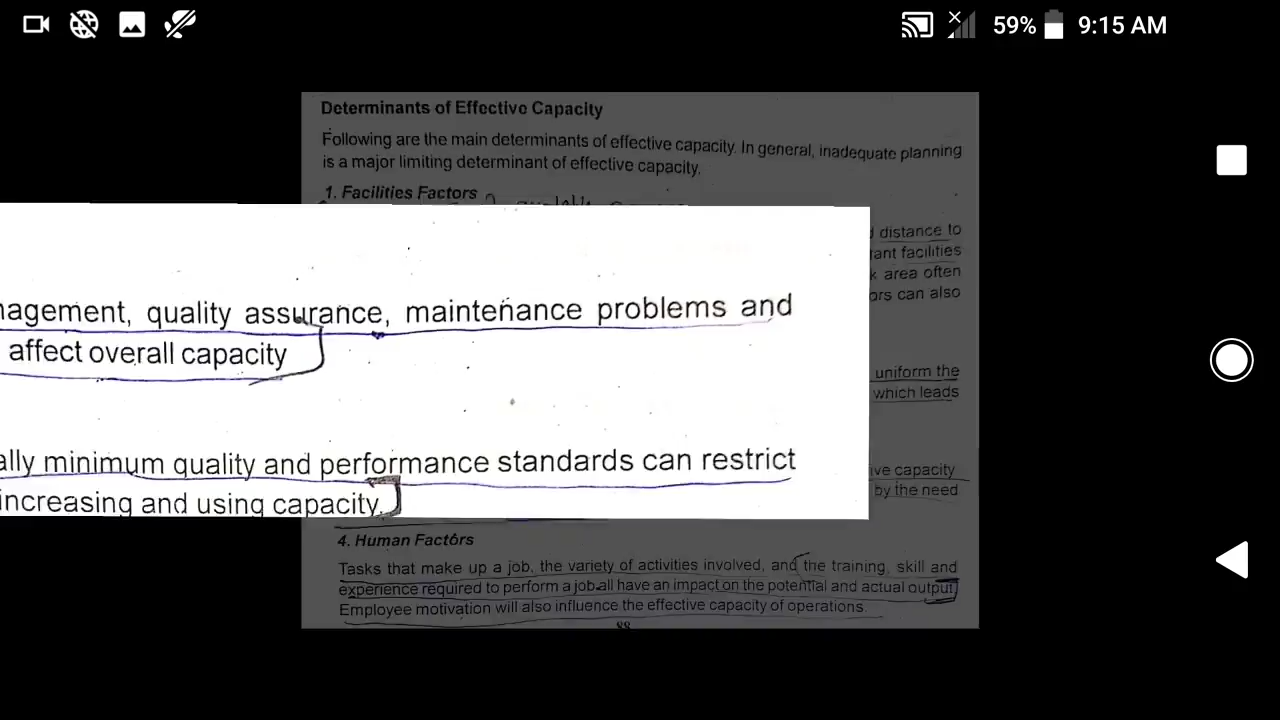 59% 9:15 AM
Determinants of Effective Capacity
Following are the main determinants of effective capacity. In general, inadequate planning
is a major limiting determinant of effective capacity.
1. Facilities Factors
distance to
facilities
area often
can also
nagement, quality assurance, maintenance problems and
affect overall capacity
uniform the
which leads
ally minimum quality and performance standards can restrict
increasing and using capacity.
capacity
by the need
4. Human Factors
Tasks that make up a job, the variety of activities involved, and the training, skill and
experience required to perform a job all have an impact on the potential and actual output
Employee motivation will also influence the effective capacity of operations.
88